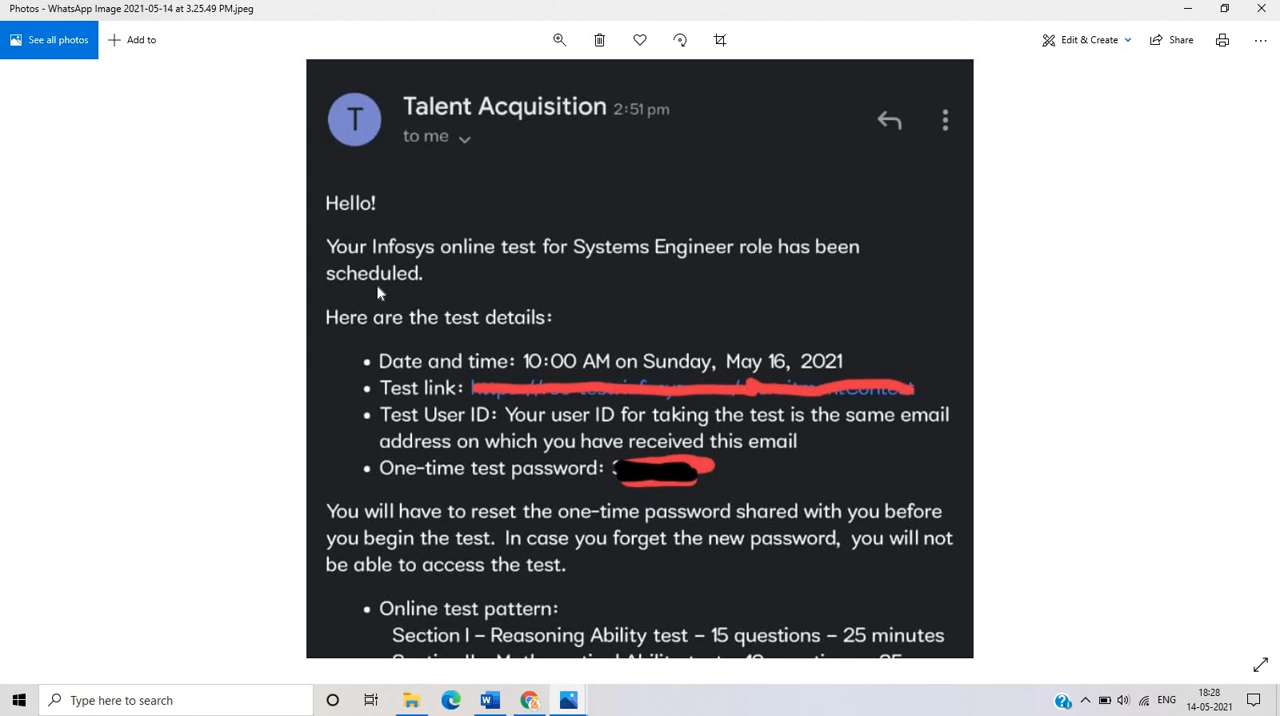 Photos - WhatsApp Image 2021-05-14 at 3.25.49 PM.jpeg
See all photos
Add to
Edit & Create
Share
T
Talent Acquisition 2:51 pm
to me
Hello!
Your Infosys online test for Systems Engineer role has been
scheduled.
Here are the test details:
• Date and time: 10:00 AM on Sunday, May 16, 2021
• Test link:
• Test User ID: Your user ID for taking the test is the same email
address on which you have received this email
• One-time test password:
You will have to reset the one-time password shared with you before
you begin the test. In case you forget the new password, you will not
be able to access the test.
• Online test pattern:
Section I – Reasoning Ability test – 15 questions – 25 minutes
Type here to search
ENG
18:28
14-05-2021